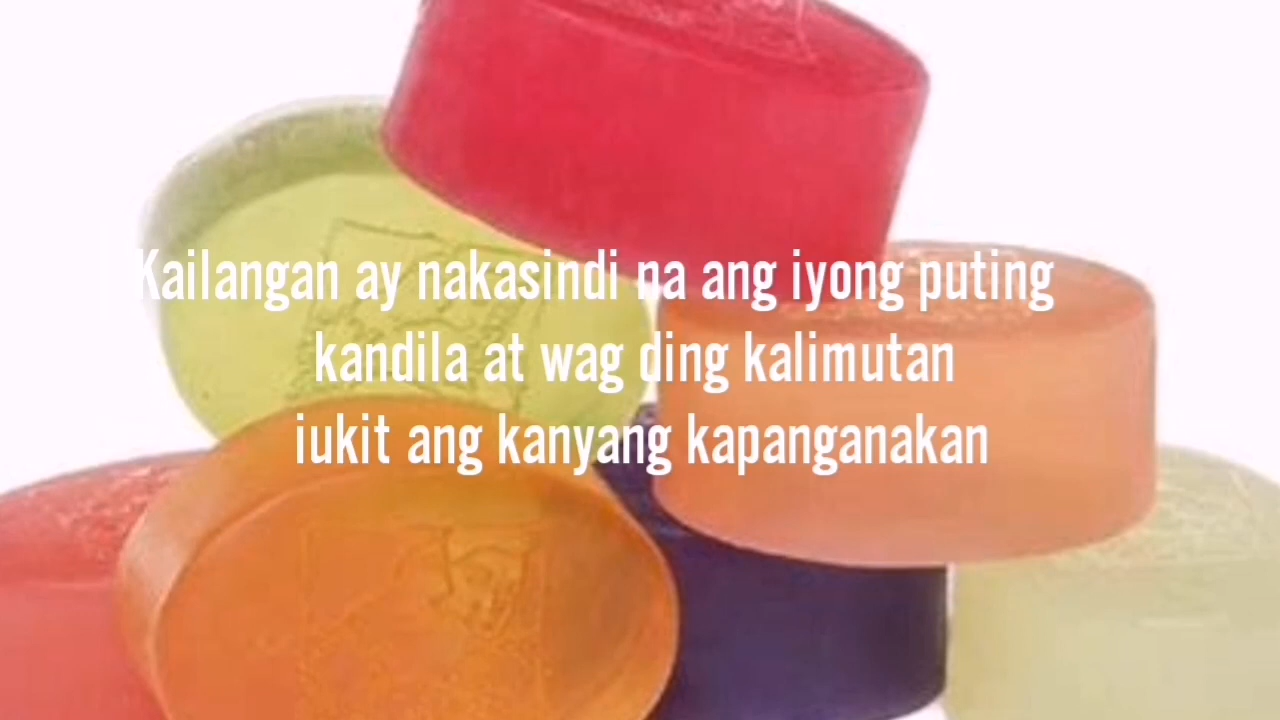 Kailangan ay nakasindi na ang iyong puting
kandila at wag ding kalimutan
iukit ang kanyang kapanganakan